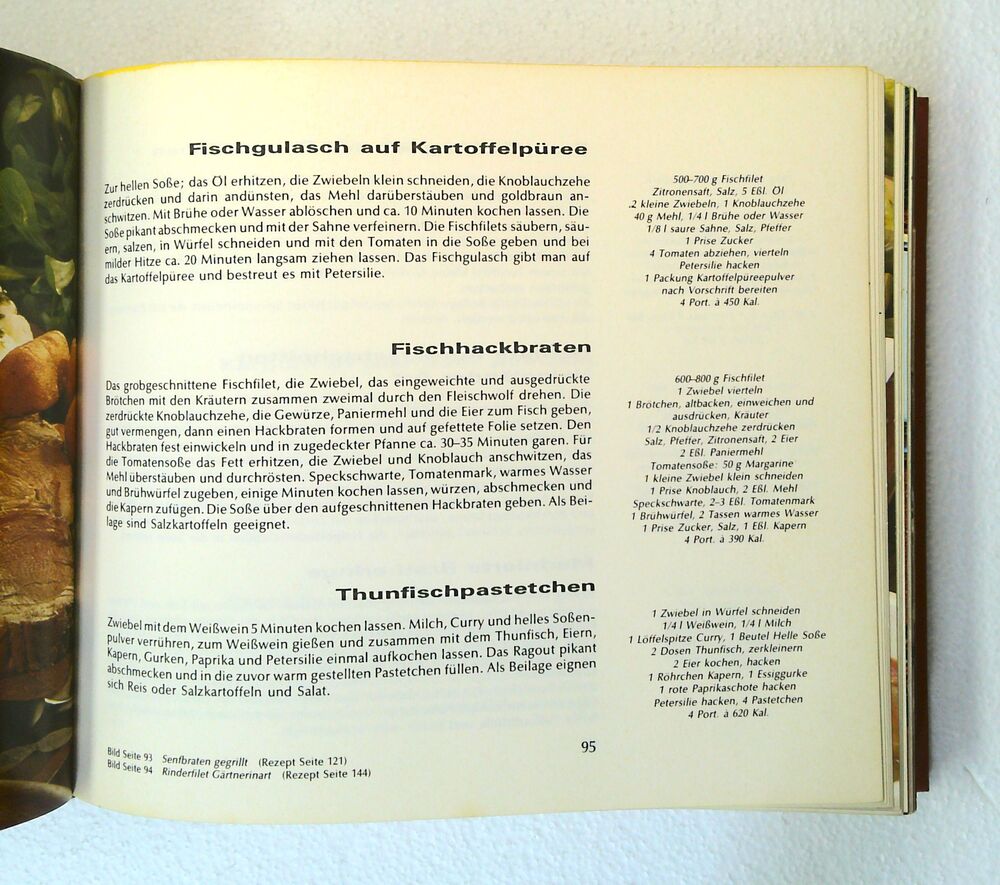 Fischgulasch auf Kartoffelpüree
Zur hellen Soße; das Öl erhitzen, die Zwiebeln klein schneiden, die Knoblauchzehe
zerdrücken und darin andünsten, das Mehl darüberstäuben und goldbraun an-
schwitzen. Mit Brühe oder Wasser ablöschen und ca. 10 Minuten kochen lassen. Die
Soße pikant abschmecken und mit der Sahne verfeinern. Die Fischfilets säubern, säu-
ern, salzen, in Würfel schneiden und mit den Tomaten in die Soße geben und bei
milder Hitze ca. 20 Minuten langsam ziehen lassen. Das Fischgulasch gibt man auf
das Kartoffelpüree und bestreut es mit Petersilie.
500–700 g Fischfilet
Zitronensaft, Salz, 5 Eßl. Öl
2 kleine Zwiebeln, 1 Knoblauchzehe
40 g Mehl, 1/4 l Brühe oder Wasser
1/8 l saure Sahne, Salz, Pfeffer
1 Prise Zucker
4 Tomaten abziehen, vierteln
Petersilie hacken
1 Packung Kartoffelpüreepulver
nach Vorschrift bereiten
4 Port. à 450 Kal.
Fischhackbraten
Das grobgeschnittene Fischfilet, die Zwiebel, das eingeweichte und ausgedrückte
Brötchen mit den Kräutern zusammen zweimal durch den Fleischwolf drehen. Die
zerdrückte Knoblauchzehe, die Gewürze, Paniermehl und die Eier zum Fisch geben,
gut vermengen, dann einen Hackbraten formen und auf gefettete Folie setzen. Den
Hackbraten fest einwickeln und in zugedeckter Pfanne ca. 30–35 Minuten garen. Für
die Tomatensoße das Fett erhitzen, die Zwiebel und Knoblauch anschwitzen, das
Mehl überstäuben und durchrösten. Speckschwarte, Tomatenmark, warmes Wasser
und Brühwürfel zugeben, einige Minuten kochen lassen, würzen, abschmecken und
die Kapern zufügen. Die Soße über den aufgeschnittenen Hackbraten geben. Als Bei-
lage sind Salzkartoffeln geeignet.
600–800 g Fischfilet
1 Zwiebel vierteln
1 Brötchen, altbacken, einweichen und
ausdrücken, Kräuter
1/2 Knoblauchzehe zerdrücken
Salz, Pfeffer, Zitronensaft, 2 Eier
2 Eßl. Paniermehl
Tomatensoße: 50 g Margarine
1 kleine Zwiebel klein schneiden
1 Prise Knoblauch, 2 Eßl. Mehl
Speckschwarte, 2–3 Eßl. Tomatenmark
1 Brühwürfel, 2 Tassen warmes Wasser
1 Prise Zucker, Salz, 1 Eßl. Kapern
4 Port. à 390 Kal.
Thunfischpastetchen
Zwiebel mit dem Weißwein 5 Minuten kochen lassen. Milch, Curry und helles Soßen-
pulver verrühren, zum Weißwein gießen und zusammen mit dem Thunfisch, Eiern,
Kapern, Gurken, Paprika und Petersilie einmal aufkochen lassen. Das Ragout pikant
abschmecken und in die zuvor warm gestellten Pastetchen füllen. Als Beilage eignen
sich Reis oder Salzkartoffeln und Salat.
1 Zwiebel in Würfel schneiden
1/4 l Weißwein, 1/4 l Milch
1 Löffelspitze Curry, 1 Beutel Helle Soße
2 Dosen Thunfisch, zerkleinern
2 Eier kochen, hacken
1 Röhrchen Kapern, 1 Essiggurke
1 rote Paprikaschote hacken
Petersilie hacken, 4 Pastetchen
4 Port. à 620 Kal.
95
Bild Seite 93 Senfbraten gegrillt (Rezept Seite 121)
Bild Seite 94 Rinderfilet Gärtnerinart (Rezept Seite 144)